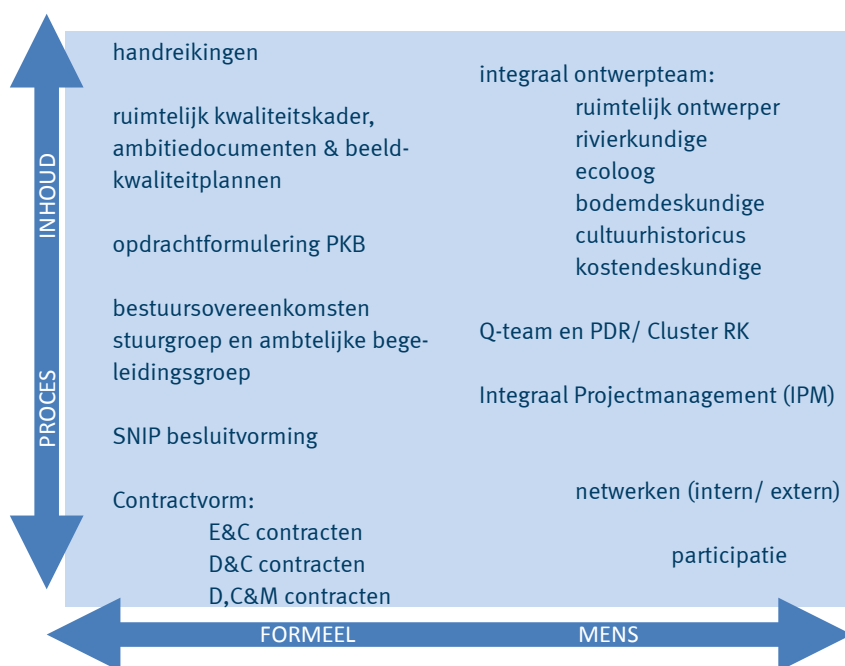 handreikingen
ruimtelijk kwaliteitskader,
ambitiedocumenten & beeld-
kwaliteitplannen
opdrachtformulering PKB
bestuursovereenkomsten
stuurgroep en ambtelijke bege-
leidingsgroep
SNIP besluitvorming
Contractvorm:
E&C contracten
D&C contracten
D,C&M contracten
integraal ontwerpteam:
ruimtelijk ontwerper
rivierkundige
ecoloog
bodemdeskundige
cultuurhistoricus
kostendeskundige
Q-team en PDR/ Cluster RK
Integraal Projectmanagement (IPM)
netwerken (intern/ extern)
participatie
INHOUD
PROCES
FORMEEL
MENS